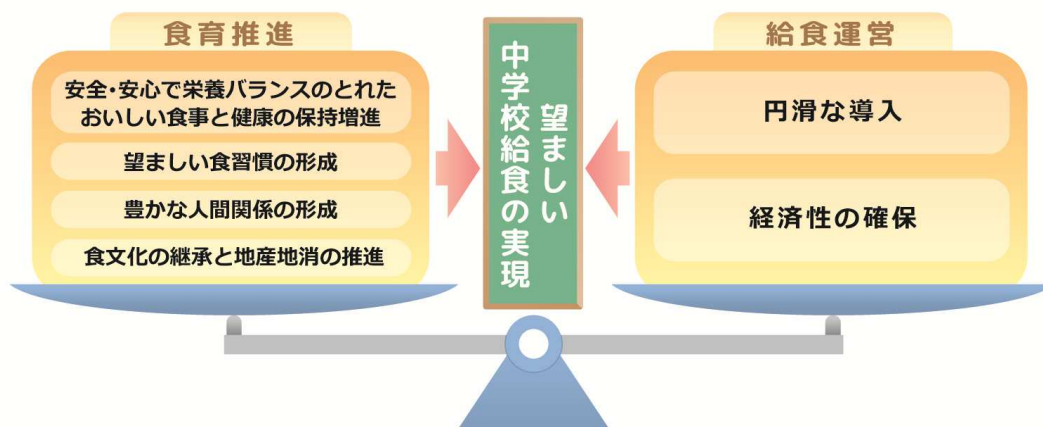 食育推進
安全・安心で栄養バランスのとれた
おいしい食事と健康の保持増進
望ましい食習慣の形成
豊かな人間関係の形成
食文化の継承と地産地消の推進
望ましい
中学校給食の実現
給食運営
円滑な導入
経済性の確保